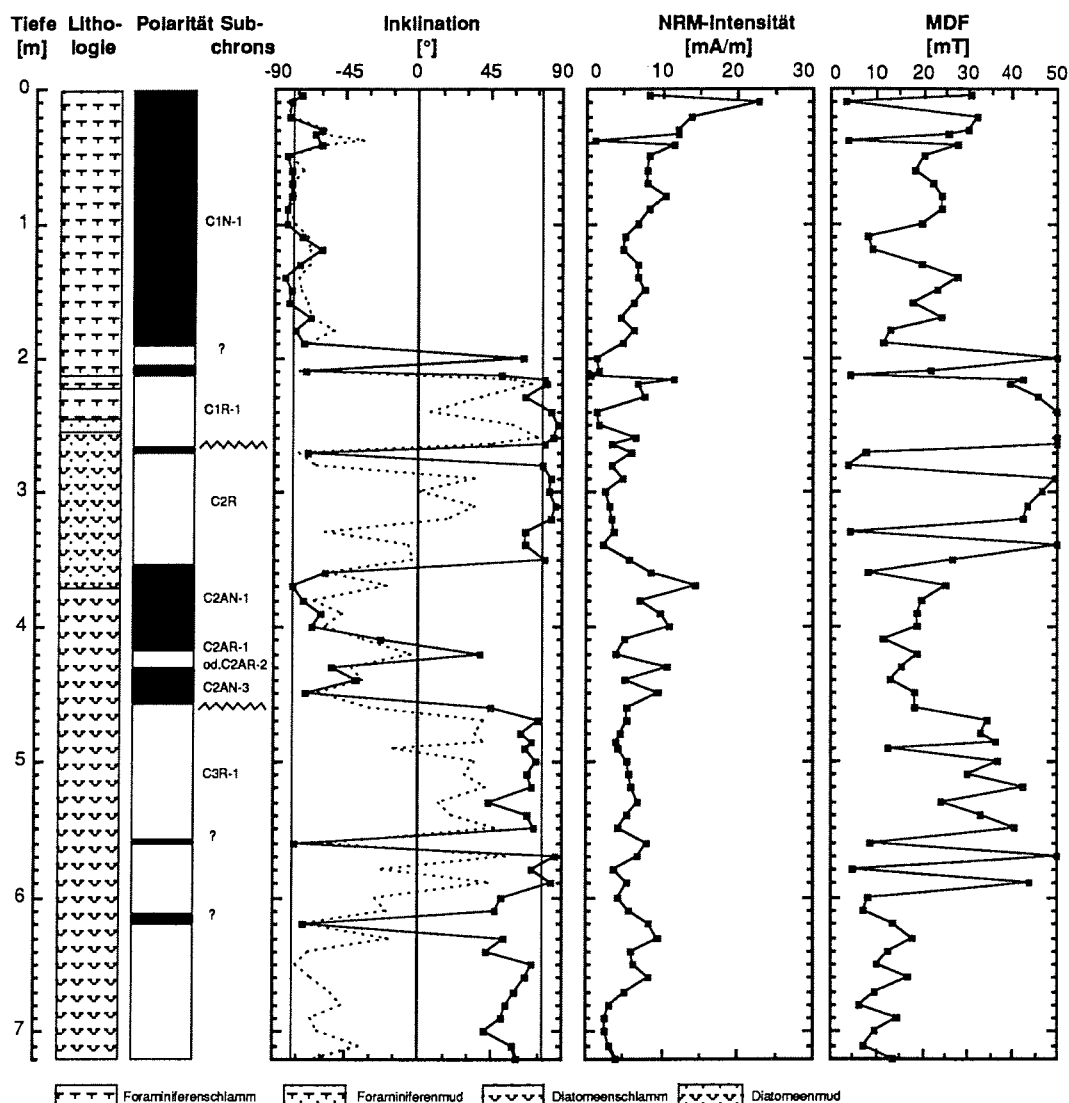 Tiefe Litho- Polarität Sub- Inklination NRM-Intensität MDF
[m] logie chrons [°] [mA/m] [mT]
-90 -45 0 45 90 0 10 20 30 0 10 20 30 40 50
0
C1N-1
1
?
2
C1R-1
C2R
3
C2AN-1
4
C2AR-1
od.C2AR-2
C2AN-3
C3R-1
5
?
6
?
7
Foraminiferenschlamm Foraminiferenmud Diatomeenschlamm Diatomeenmud